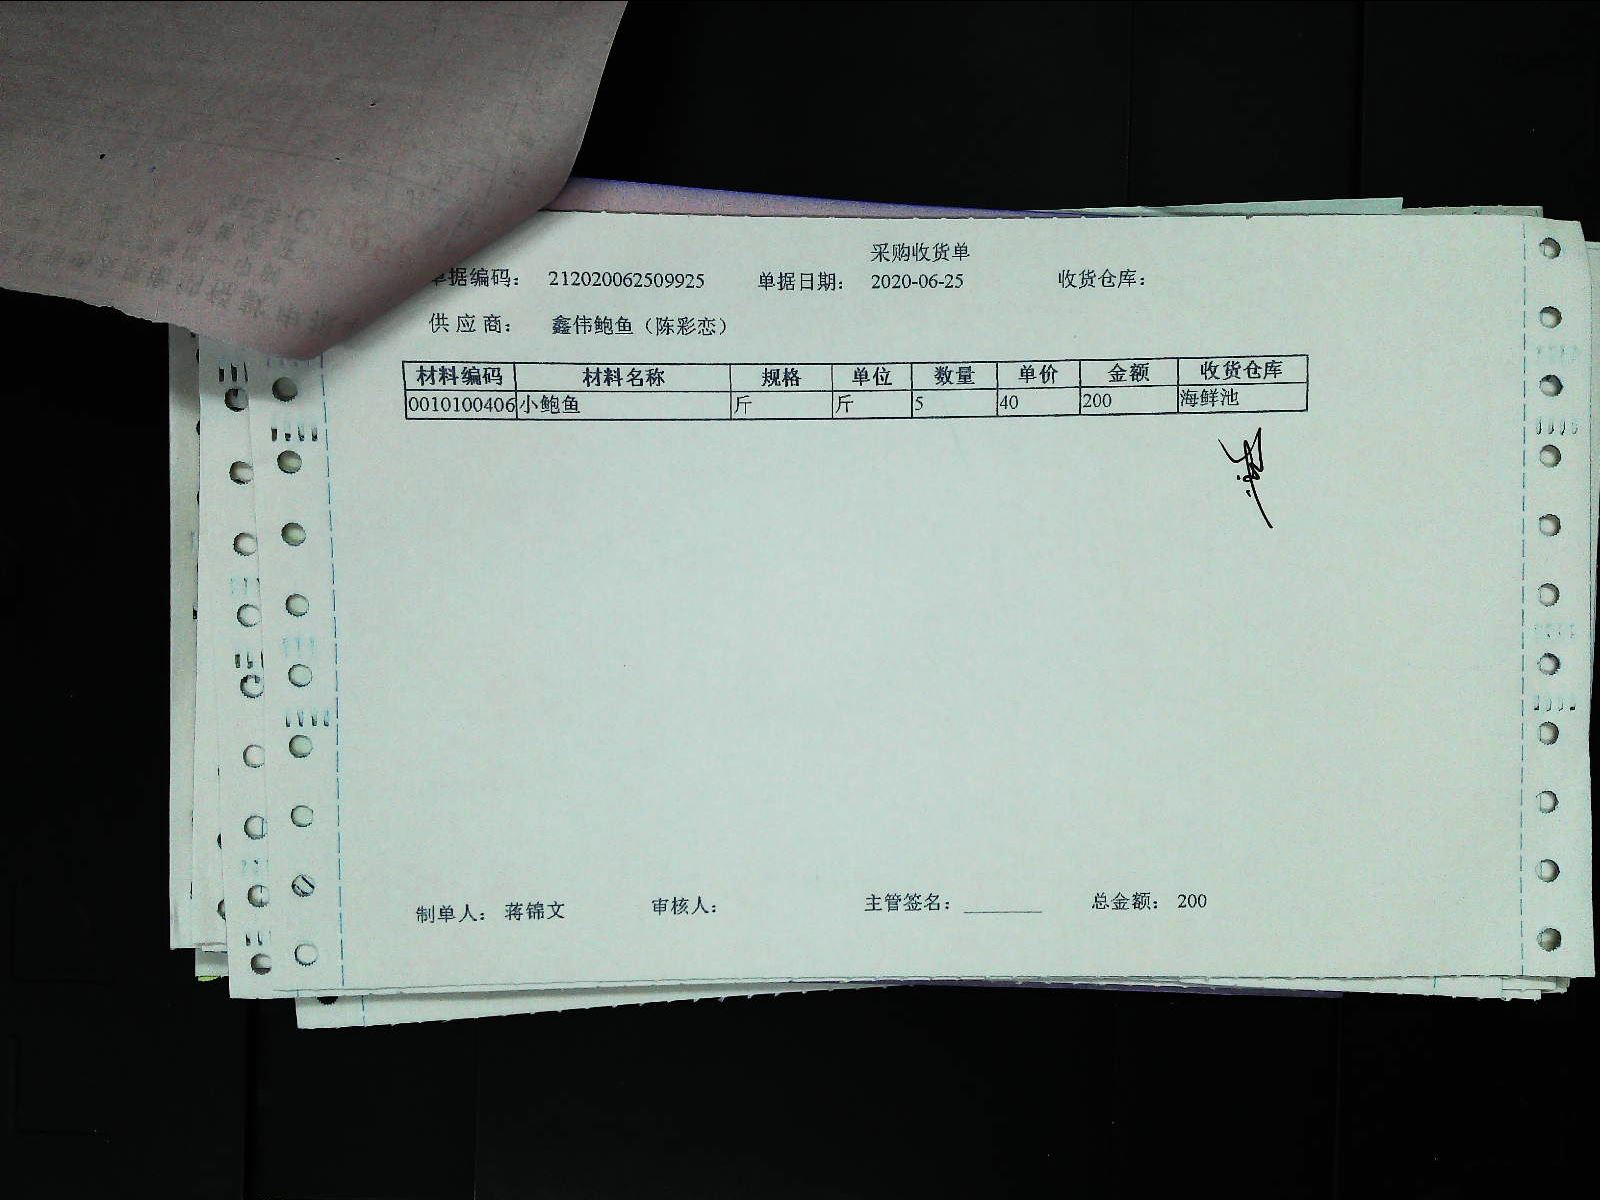 采购收货单
单据编码： 212020062509925 单据日期： 2020-06-25 收货仓库：
供 应 商： 鑫伟鲍鱼（陈彩恋）
材料编码 材料名称 规格 单位 数量 单价 金额 收货仓库
0010100406 小鲍鱼 斤 斤 5 40 200 海鲜池
制单人： 蒋锦文 审核人： 主管签名：________ 总金额： 200